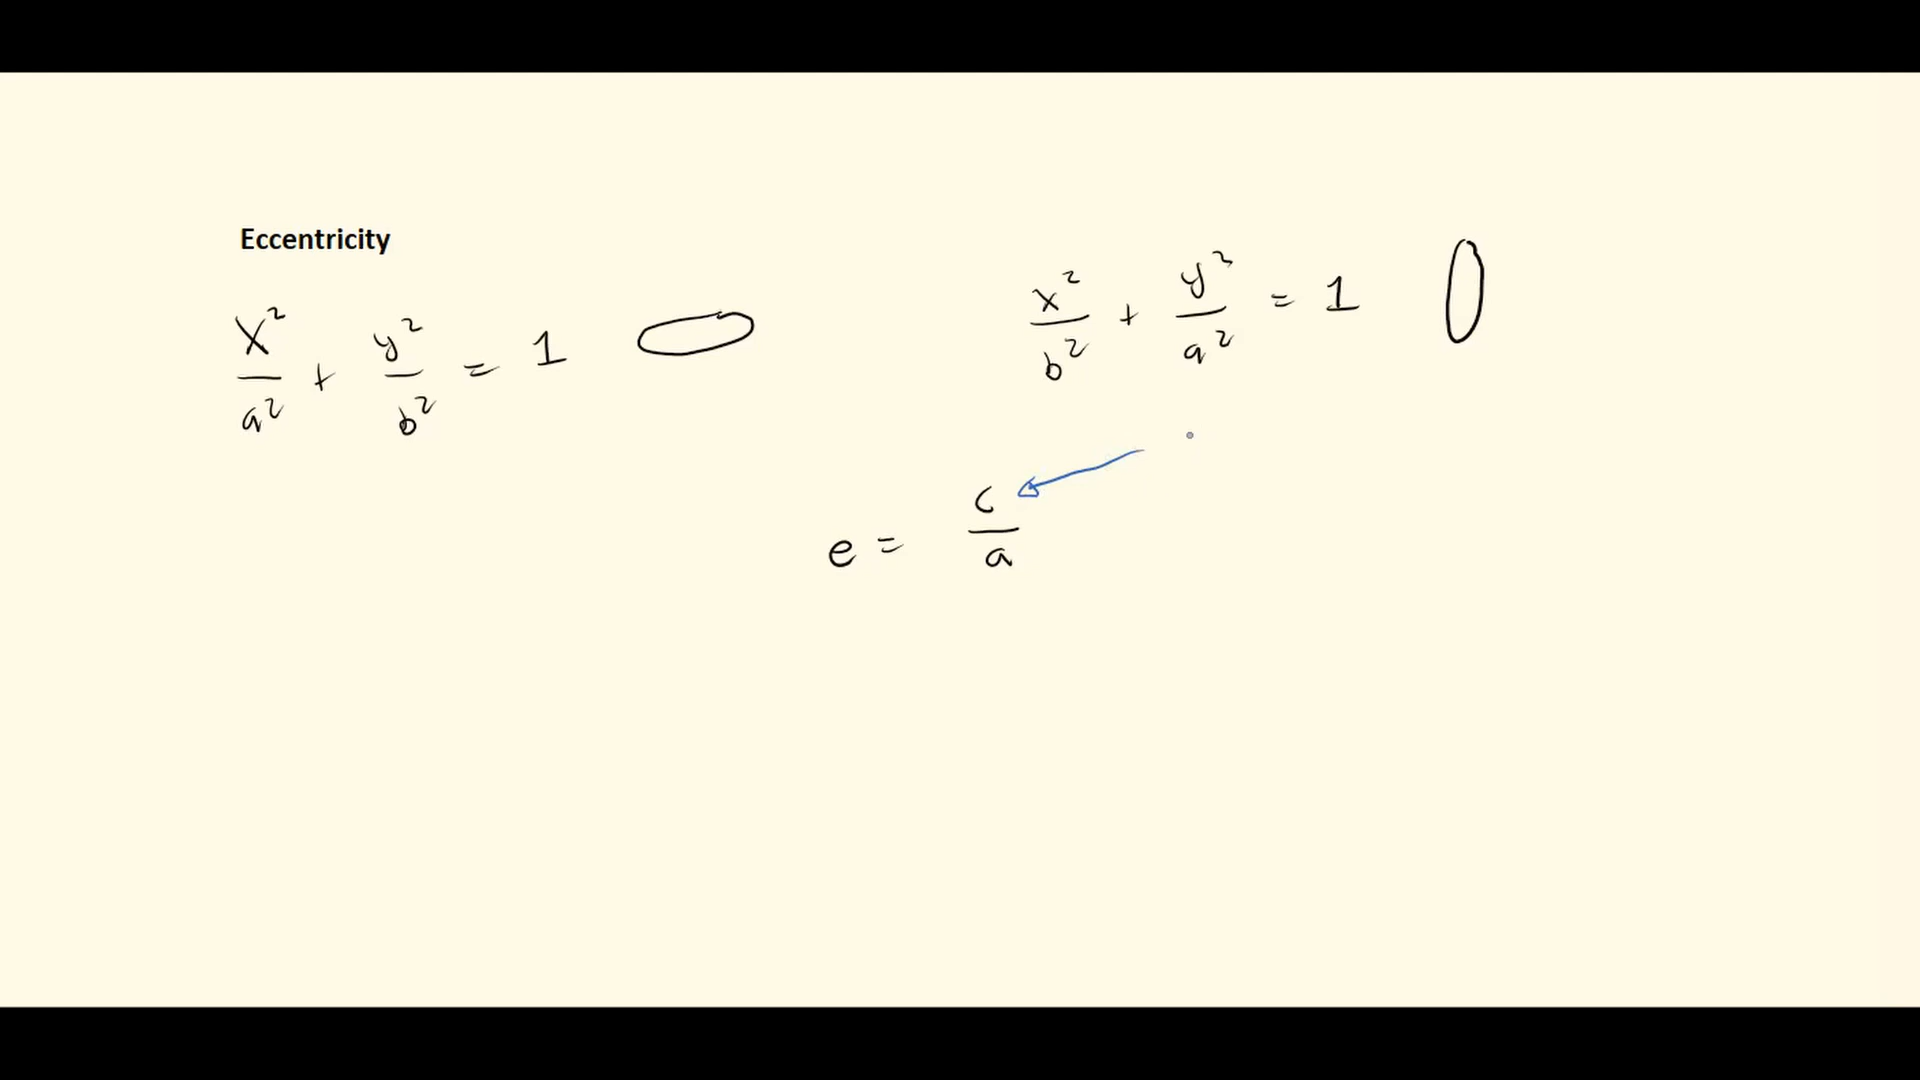 Eccentricity
x²/a² + y²/b² = 1
x²/b² + y²/a² = 1
e = c/a